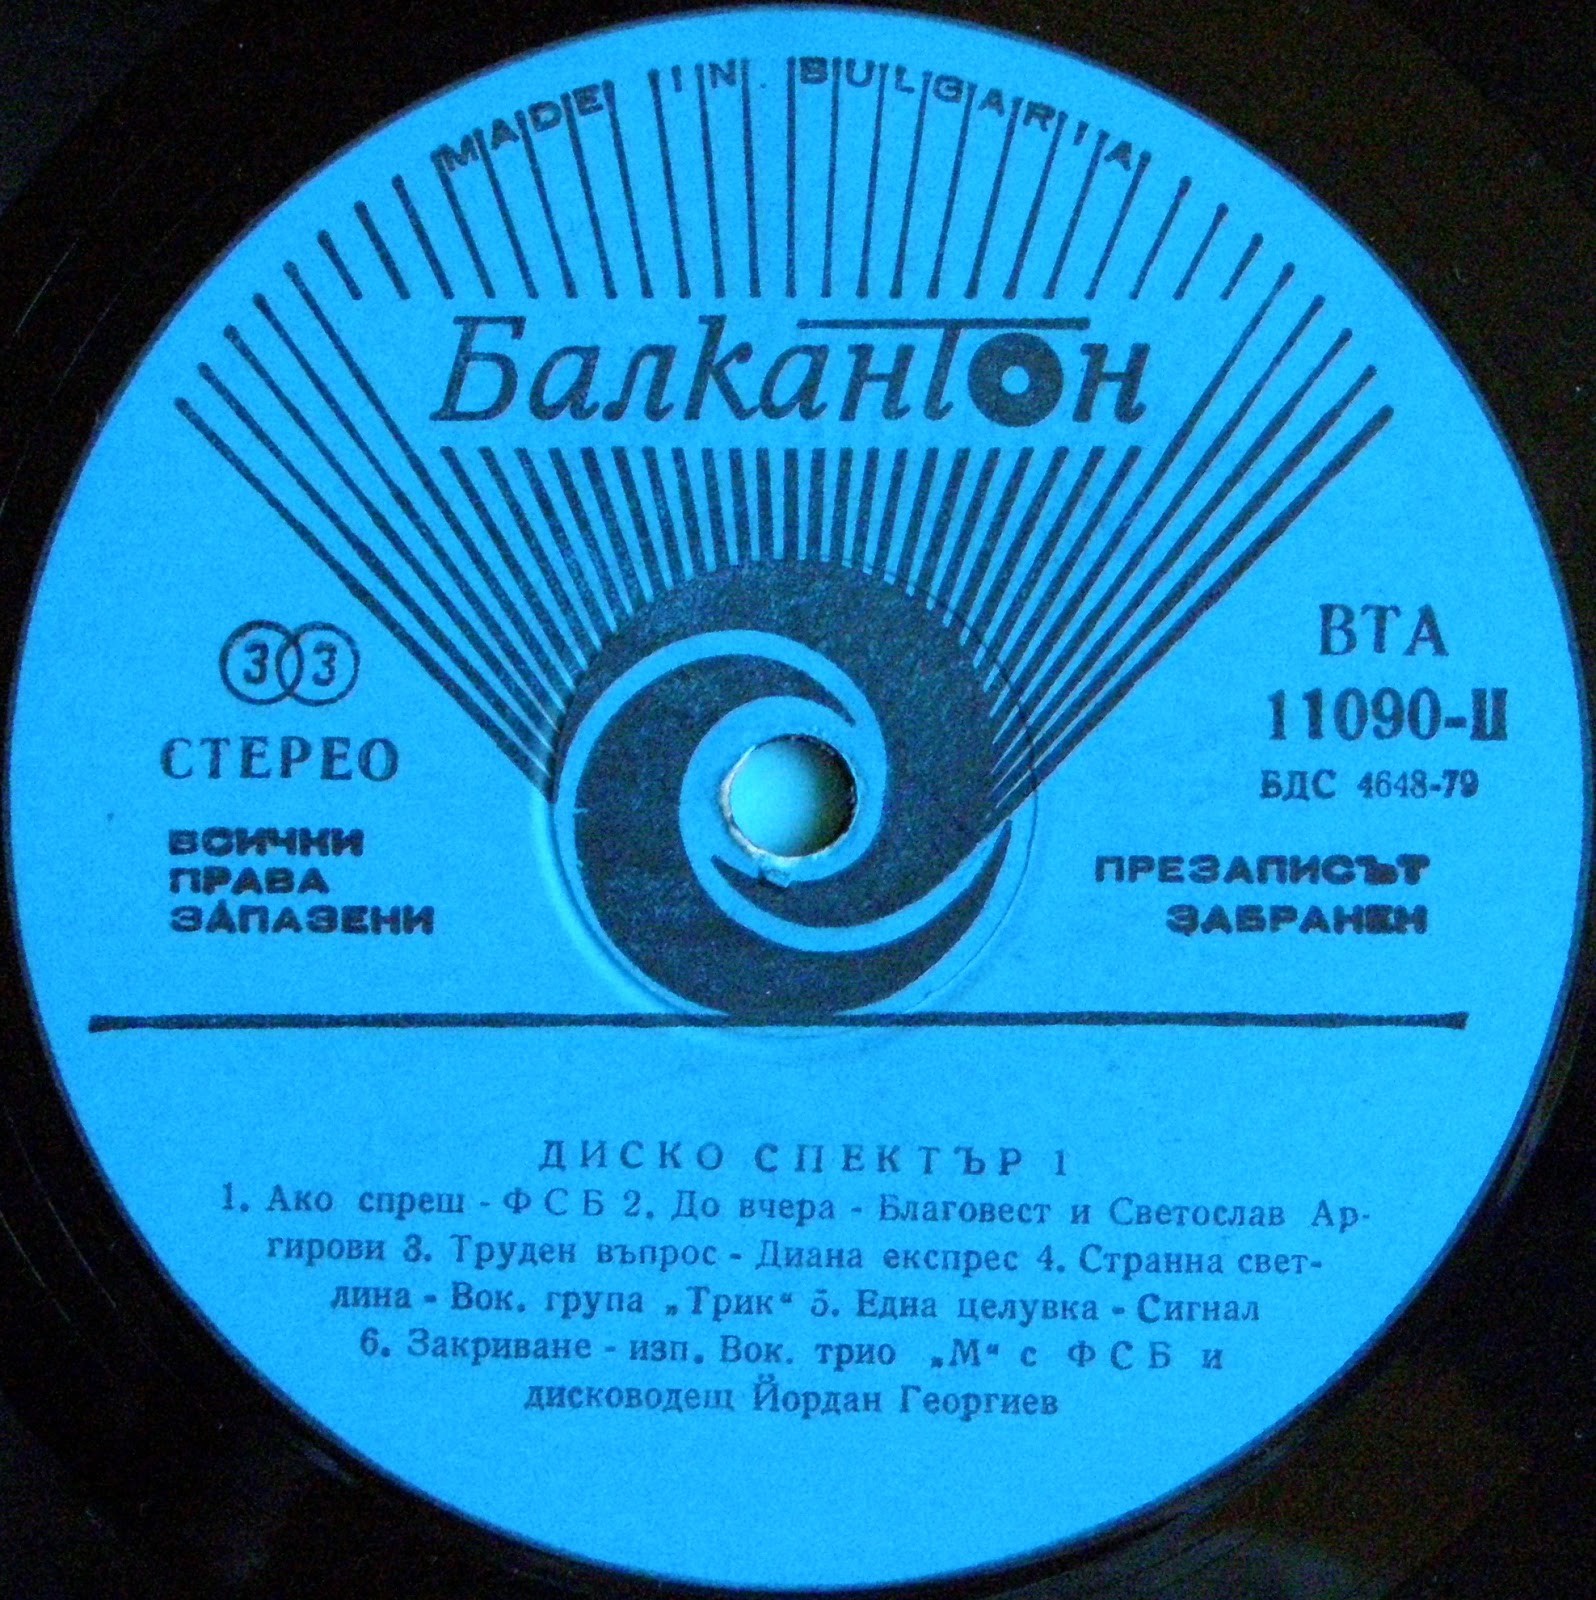 MADE IN BULGARIA
Балкантон
33
СТЕРЕО
ВСИЧКИ
ПРАВА
ЗАПАЗЕНИ
ВТА
11090-II
БДС 4648-79
ПРЕЗАПИСЪТ
ЗАБРАНЕН
ДИСКО СПЕКТЪР 1
1. Ако спреш - ФСБ 2. До вчера - Благовест и Светослав Ар-
гирови 3. Труден въпрос - Диана експрес 4. Странна свет-
лина - Вок. група „Трик“ 5. Една целувка - Сигнал
6. Закриване - изп. Вок. трио „М“ с ФСБ и
дисководещ Йордан Георгиев